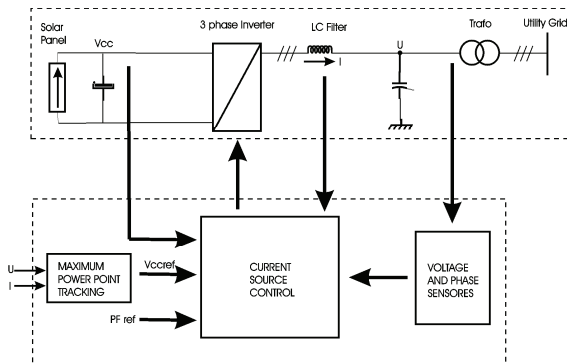 Solar
Panel
Vcc
3 phase Inverter
LC Filter
I
U
Trafo
Utility Grid
U
I
MAXIMUM
POWER POINT
TRACKING
Vccref
PF ref
CURRENT
SOURCE
CONTROL
VOLTAGE
AND PHASE
SENSORES